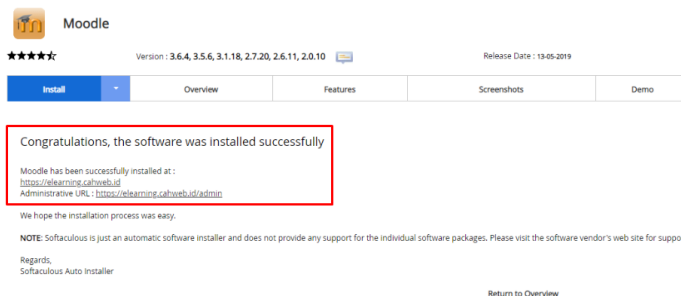 Moodle
Version : 3.6.4, 3.5.6, 3.1.18, 2.7.20, 2.6.11, 2.0.10
Release Date : 13-05-2019
Install
Overview
Features
Screenshots
Demo
Congratulations, the software was installed successfully
Moodle has been successfully installed at :
https://elearning.cahweb.id
Administrative URL : https://elearning.cahweb.id/admin
We hope the installation process was easy.
NOTE: Softaculous is just an automatic software installer and does not provide any support for the individual software packages. Please visit the software vendor's web site for suppo
Regards,
Softaculous Auto Installer
Return to Overview